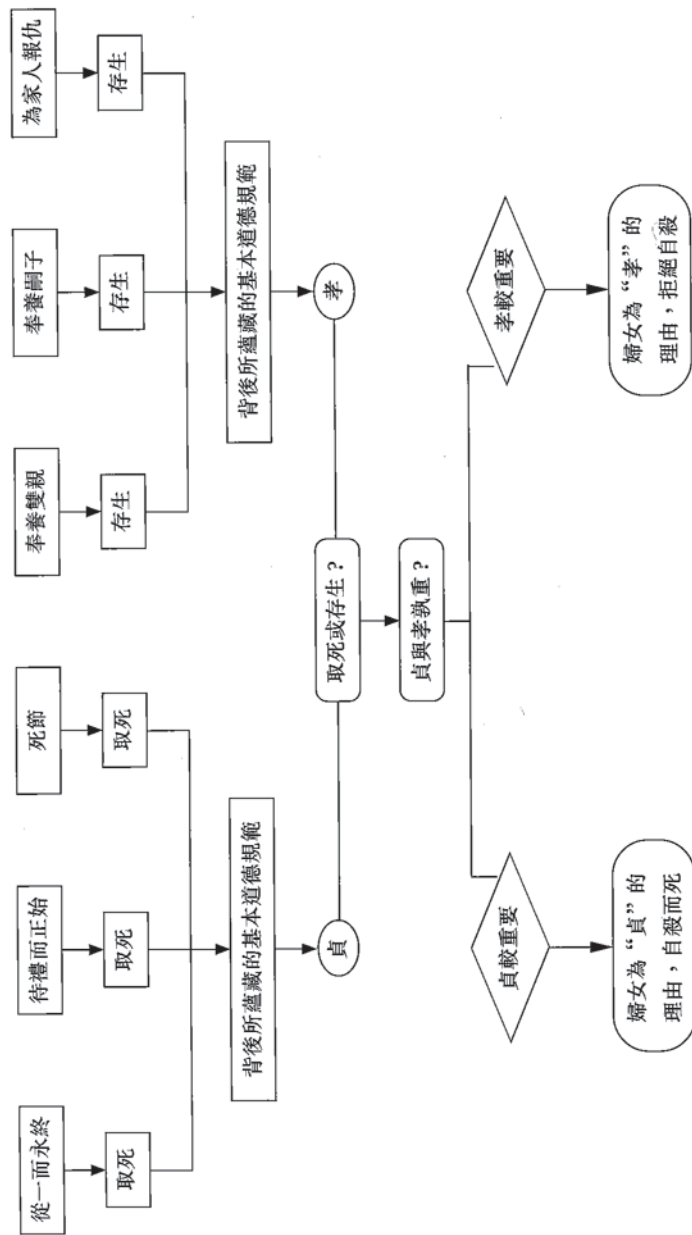 從一而永終
待禮而正始
死節
奉養雙親
奉養嗣子
為家人報仇
取死
取死
取死
存生
存生
存生
背後所蘊藏的基本道德規範
背後所蘊藏的基本道德規範
貞
取死或存生？
孝
貞與孝孰重？
貞較重要
孝較重要
婦女為“貞”的
理由，自殺而死
婦女為“孝”的
理由，拒絕自殺